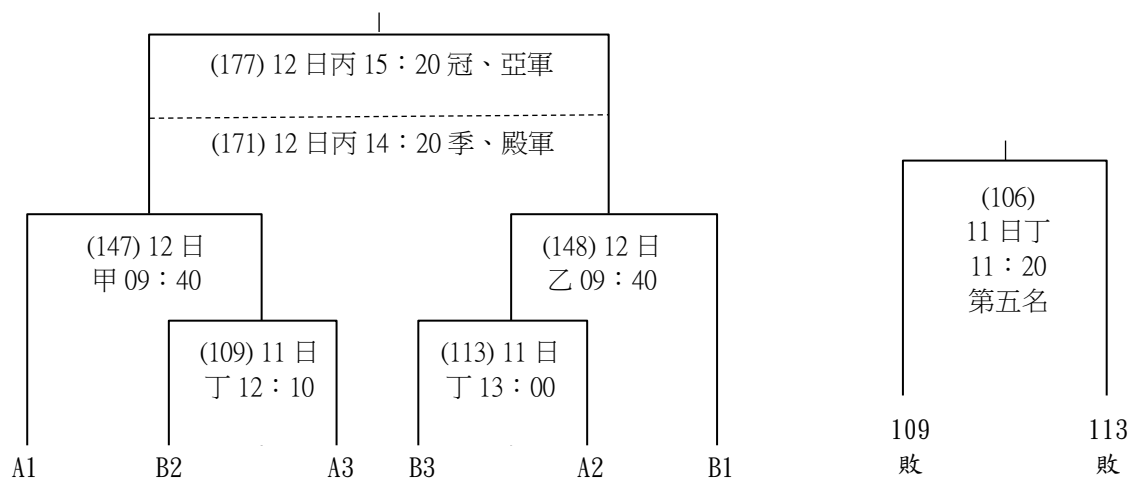 (177) 12 日丙 15：20 冠、亞軍
(171) 12 日丙 14：20 季、殿軍
(147) 12 日
甲 09：40
(148) 12 日
乙 09：40
(109) 11 日
丁 12：10
(113) 11 日
丁 13：00
A1
B2
A3
B3
A2
B1
(106)
11 日丁
11：20
第五名
109
敗
113
敗